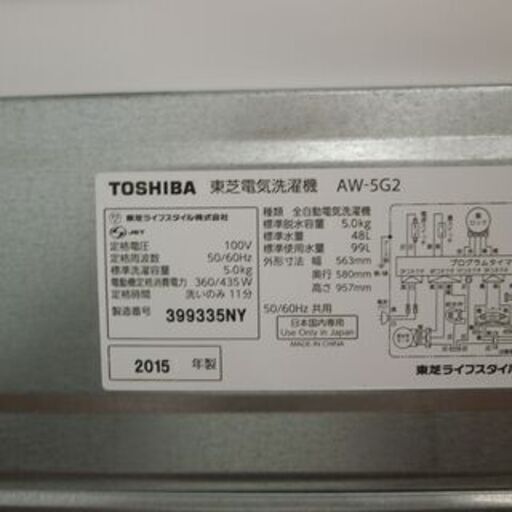 TOSHIBA 東芝電気洗濯機 AW-5G2
東芝ライフスタイル株式会社
JET
定格電圧 100V
定格周波数 50/60Hz
標準洗濯容量 5.0kg
電動機定格消費電力 360/435W
定格時間 洗いのみ 11分
製造番号 399335NY
2015 年製
種類 全自動電気洗濯機
標準脱水容量 5.0kg
標準水量 48L
標準使用水量 99L
外形寸法 幅 563mm
奥行 580mm
高さ 957mm
50/60Hz 共用
日本国内専用
Use Only in Japan
MADE IN CHINA
プログラムタイマ
東芝ライフスタイル